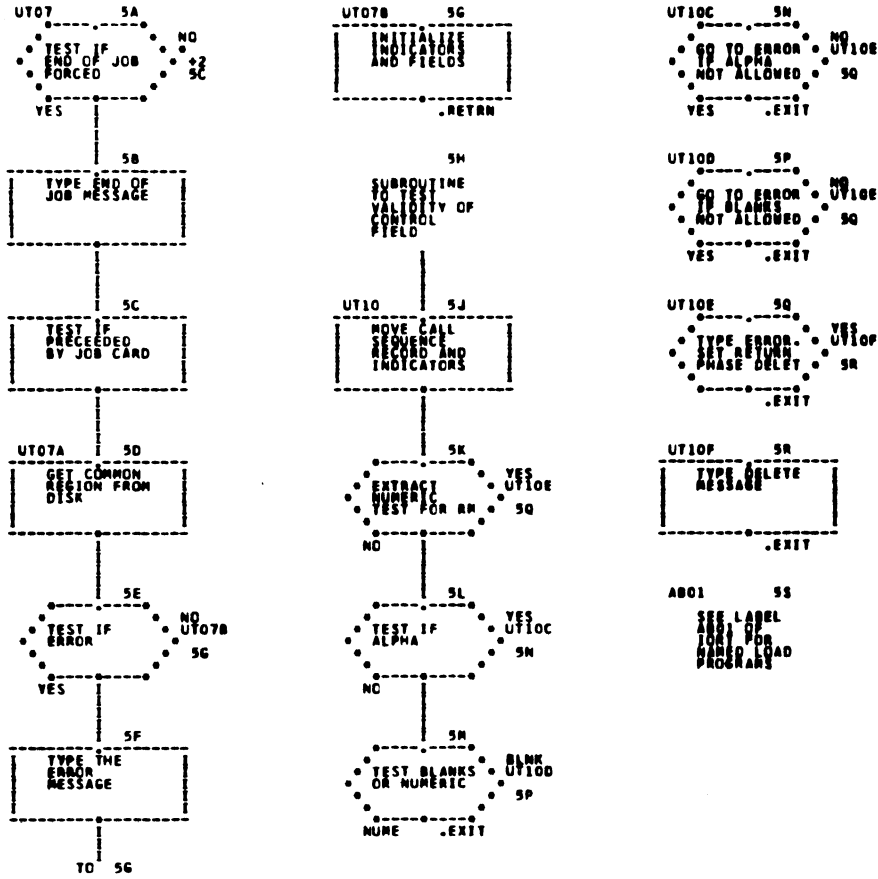 UT07 5A
TEST IF
END OF JOB
FORCED
NO
+2
5C
YES
5B
TYPE END OF
JOB MESSAGE
5C
TEST IF
PRECEEDED
BY JOB CARD
UT07A 5D
GET COMMON
REGION FROM
DISK
5E
TEST IF
ERROR
NO
UT07B
5G
YES
5F
TYPE THE
ERROR
MESSAGE
TO 5G
UT07B 5G
INITIALIZE
INDICATORS
AND FIELDS
.RETRN
5H
SUBROUTINE
TO TEST
VALIDITY OF
CONTROL
FIELD
UT10 5J
MOVE CALL
SEQUENCE
RECORD AND
INDICATORS
5K
EXTRACT
NUMERIC
TEST FOR RM
YES
UT10E
5Q
NO
5L
TEST IF
ALPHA
YES
UT10C
5N
NO
5M
TEST BLANKS
OR NUMERIC
BLNK
UT10D
5P
NUME .EXIT
UT10C 5N
GO TO ERROR
IF ALPHA
NOT ALLOWED
NO
UT10E
5Q
YES .EXIT
UT10D 5P
GO TO ERROR
IF BLANKS
NOT ALLOWED
NO
UT10E
5Q
YES .EXIT
UT10E 5Q
TYPE ERROR.
SET RETURN
PHASE DELET
YES
UT10F
5R
.EXIT
UT10F 5R
TYPE DELETE
MESSAGE
.EXIT
AB01 5S
SEE LABEL
AB01 OF
IORT FOR
NAMED LOAD
PROGRAMS